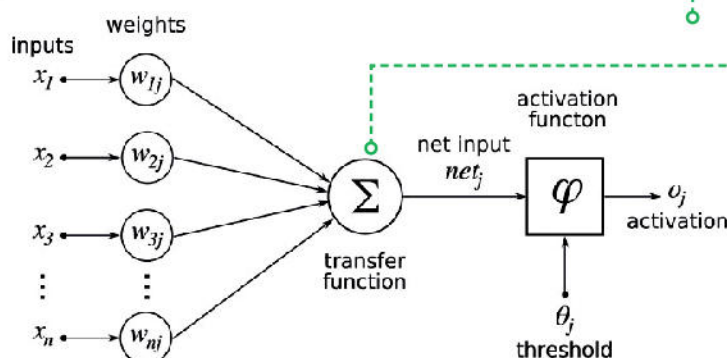 weights
inputs
x1 w1j
x2 w2j
x3 w3j
⋮ ⋮
xn wnj
Σ
transfer
function
net input
netj
activation
functon
φ
oj
activation
θj
threshold